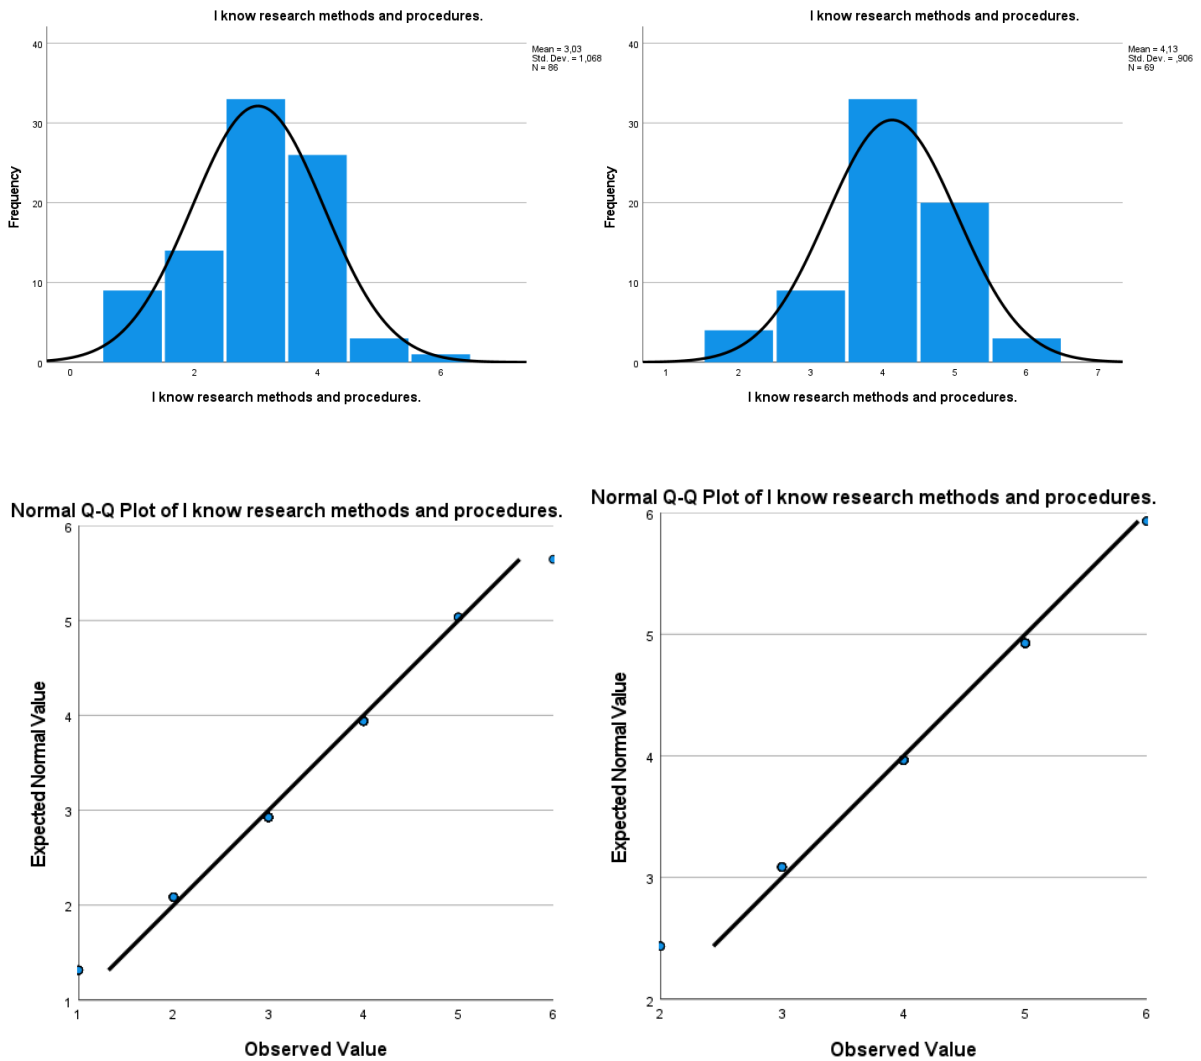 I know research methods and procedures.
Mean = 3,03
Std. Dev. = 1,068
N = 86
40
30
20
10
0
Frequency
0 2 4 6
I know research methods and procedures.
I know research methods and procedures.
Mean = 4,13
Std. Dev. = ,906
N = 69
40
30
20
10
0
Frequency
1 2 3 4 5 6 7
I know research methods and procedures.
Normal Q-Q Plot of I know research methods and procedures.
6
5
4
3
2
1
Expected Normal Value
1 2 3 4 5 6
Observed Value
Normal Q-Q Plot of I know research methods and procedures.
6
5
4
3
2
Expected Normal Value
2 3 4 5 6
Observed Value